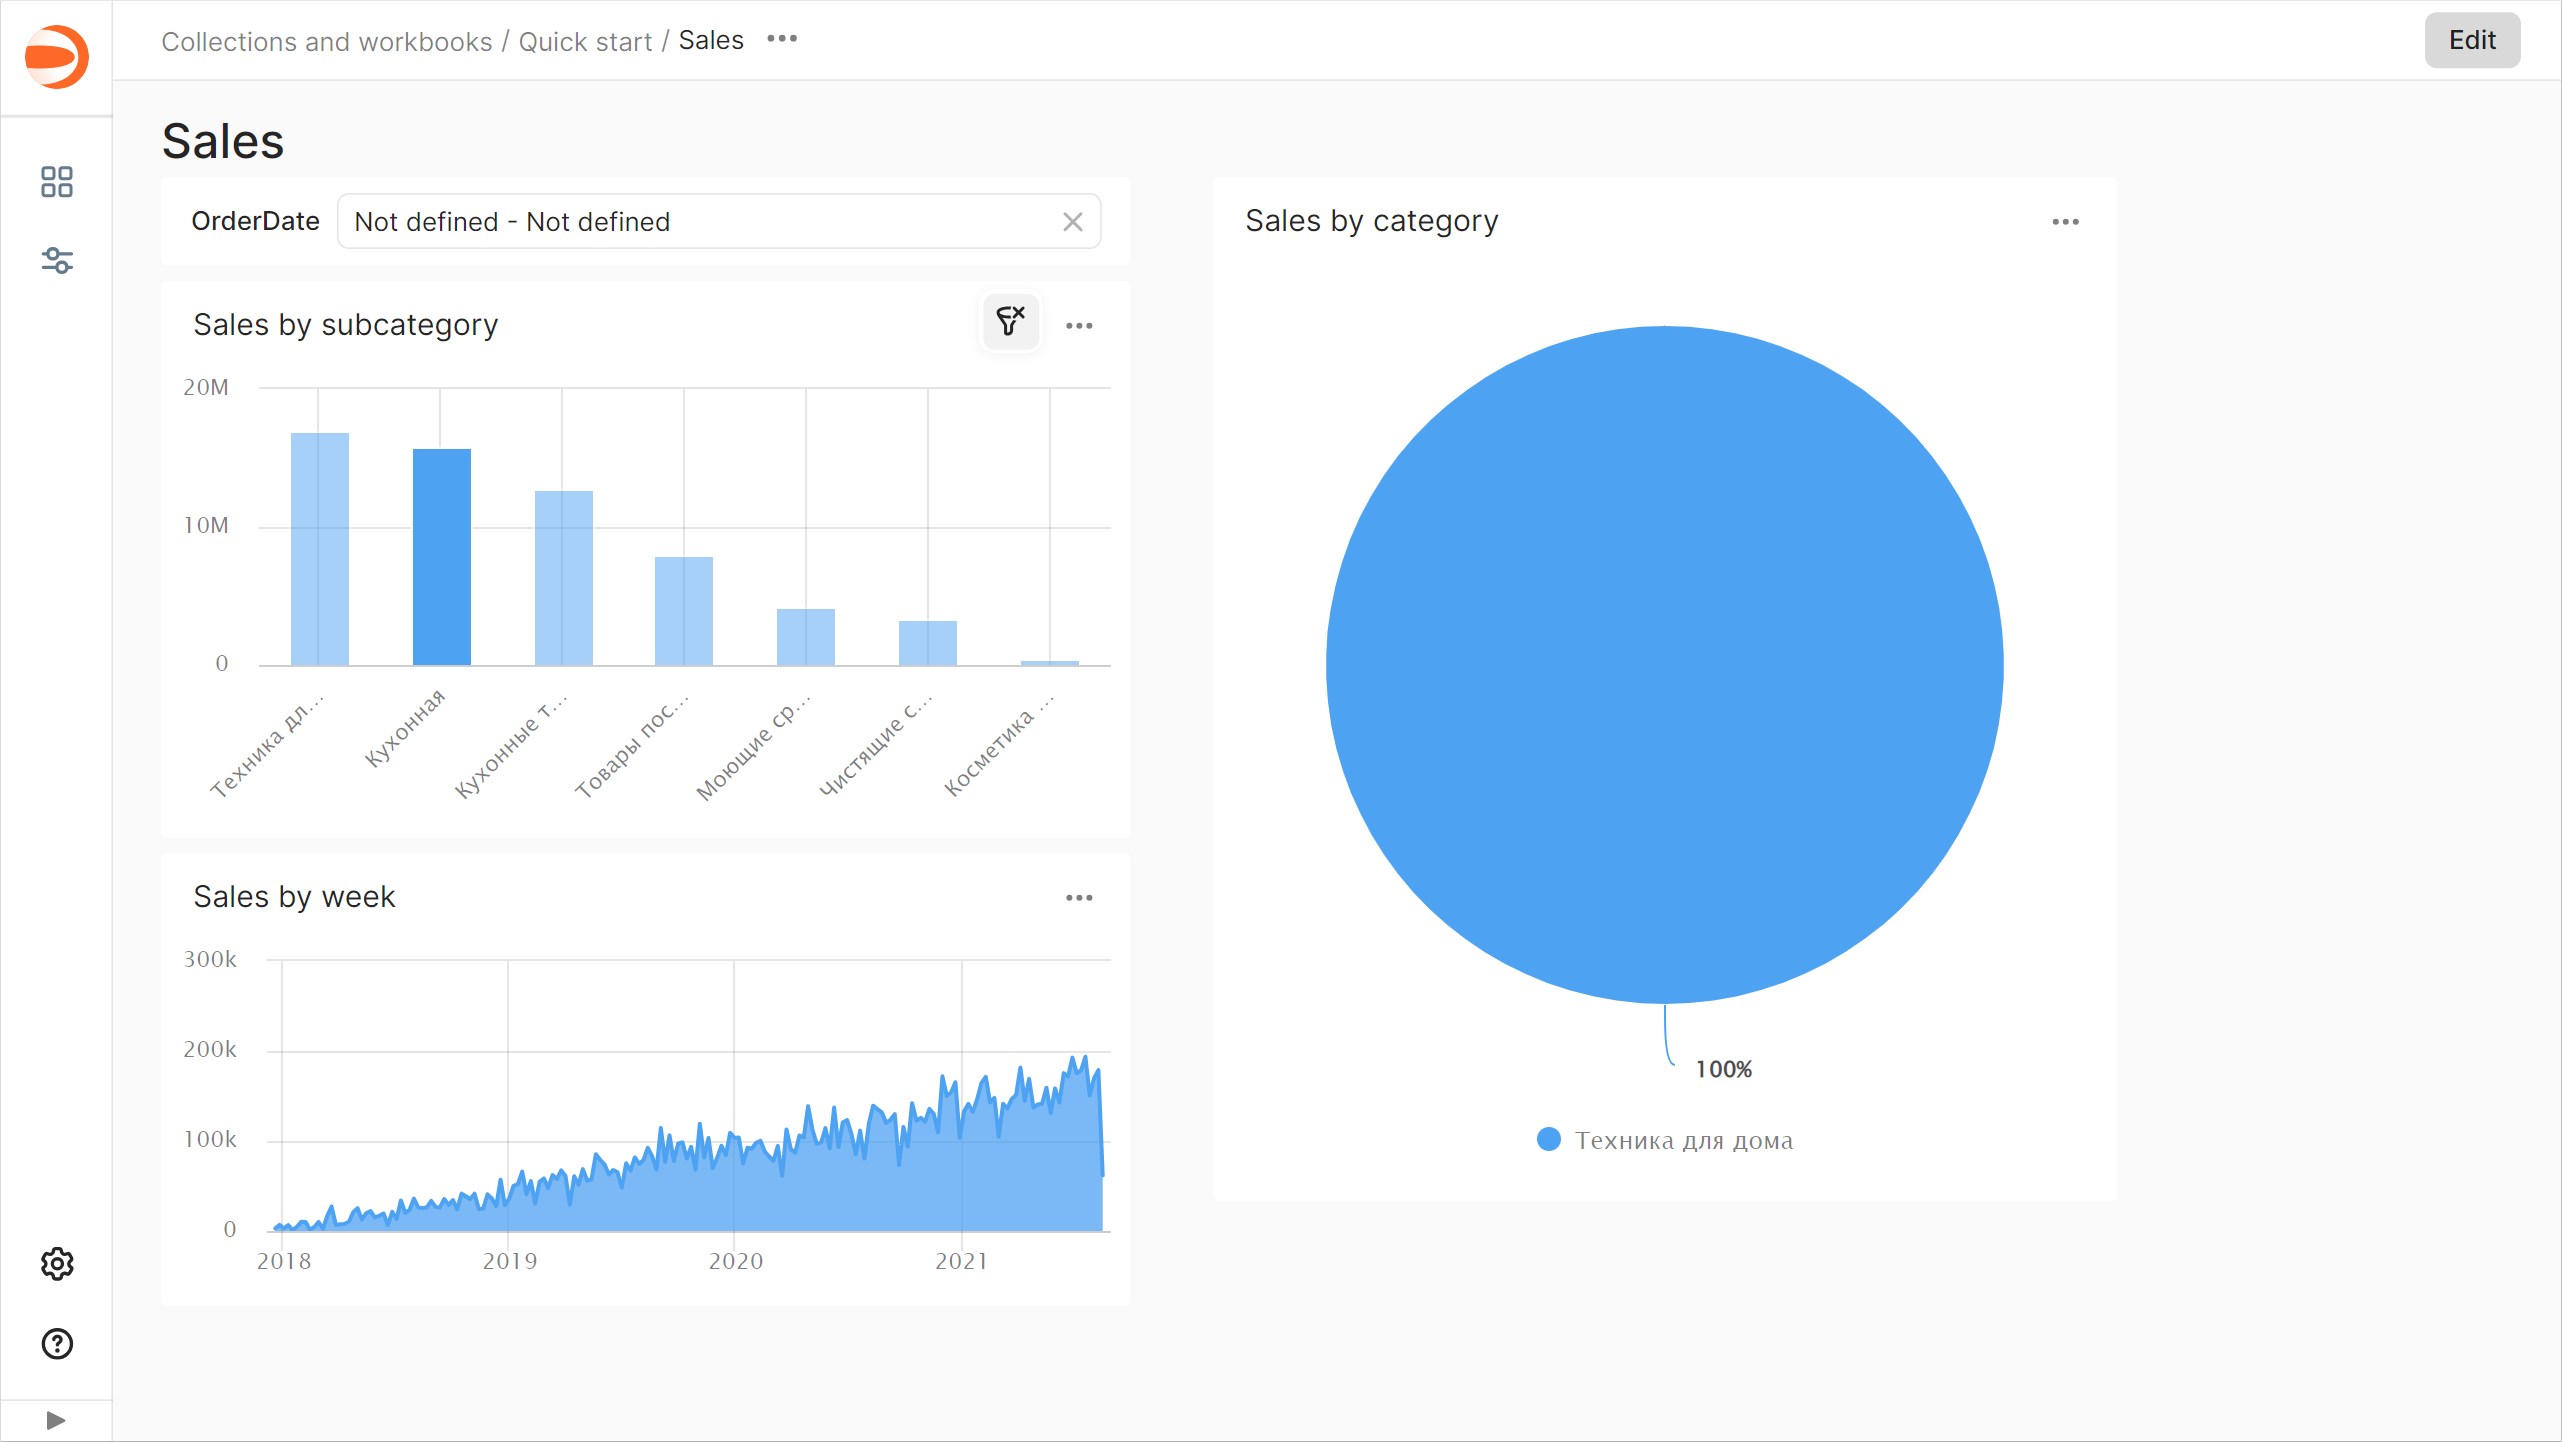 Collections and workbooks / Quick start / Sales
Edit
Sales
OrderDate
Not defined - Not defined
Sales by subcategory
20M
10M
0
Техника дл...
Кухонная
Кухонные т...
Товары пос...
Моющие ср...
Чистящие с...
Косметика ...
Sales by week
300k
200k
100k
0
2018
2019
2020
2021
Sales by category
100%
Техника для дома